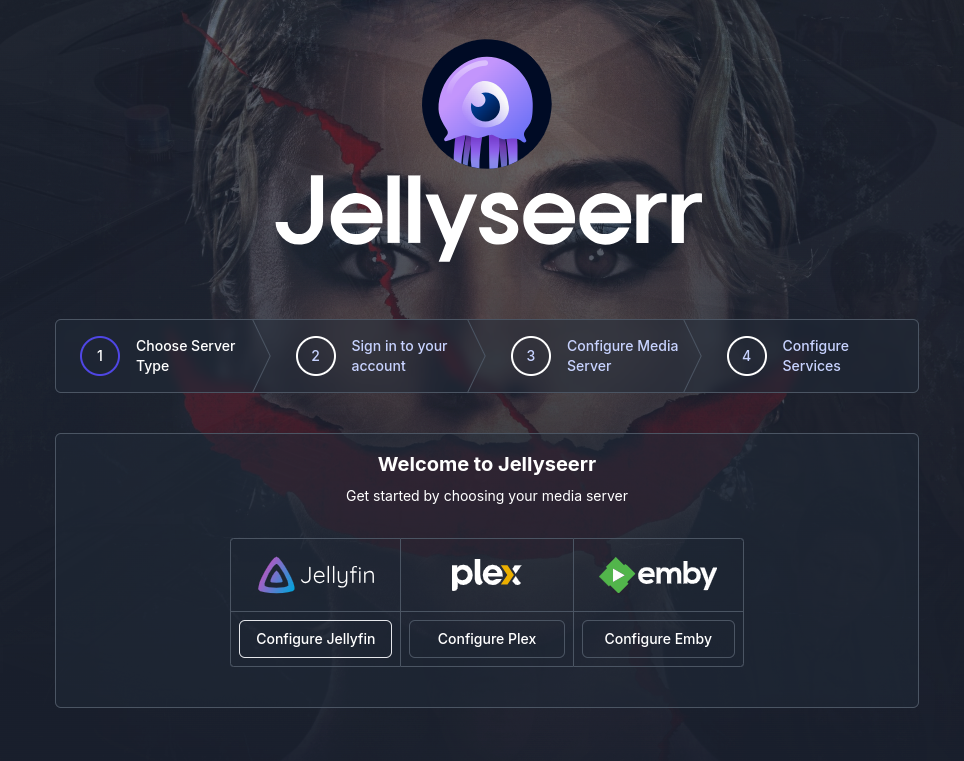 Jellyseerr
1
Choose Server
Type
2
Sign in to your
account
3
Configure Media
Server
4
Configure
Services
Welcome to Jellyseerr
Get started by choosing your media server
Jellyfin
plex
emby
Configure Jellyfin
Configure Plex
Configure Emby